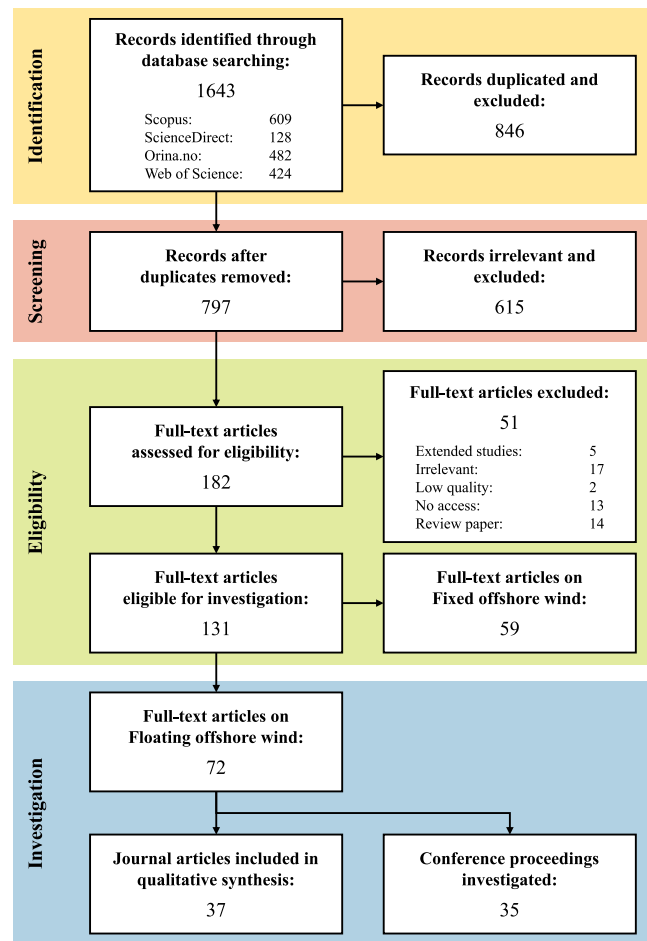 Identification
Records identified through
database searching:
1643
Scopus: 609
ScienceDirect: 128
Orina.no: 482
Web of Science: 424
Records duplicated and
excluded:
846
Screening
Records after
duplicates removed:
797
Records irrelevant and
excluded:
615
Eligibility
Full-text articles
assessed for eligibility:
182
Full-text articles excluded:
51
Extended studies: 5
Irrelevant: 17
Low quality: 2
No access: 13
Review paper: 14
Full-text articles
eligible for investigation:
131
Full-text articles on
Fixed offshore wind:
59
Investigation
Full-text articles on
Floating offshore wind:
72
Journal articles included in
qualitative synthesis:
37
Conference proceedings
investigated:
35